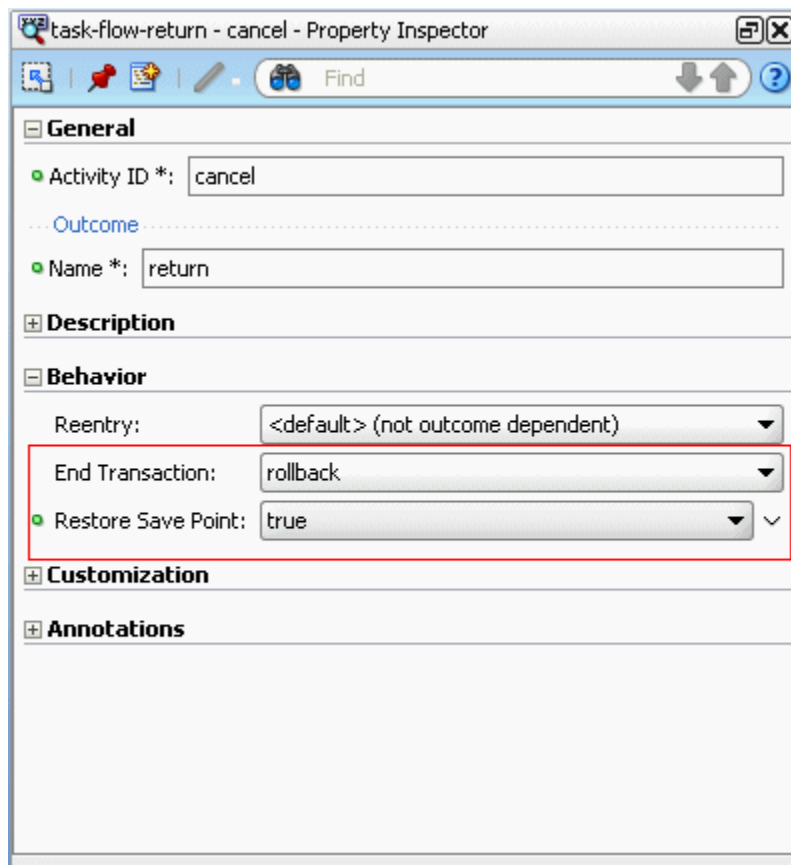 task-flow-return - cancel - Property Inspector
Find
General
Activity ID *: cancel
Outcome
Name *: return
Description
Behavior
Reentry: <default> (not outcome dependent)
End Transaction: rollback
Restore Save Point: true
Customization
Annotations